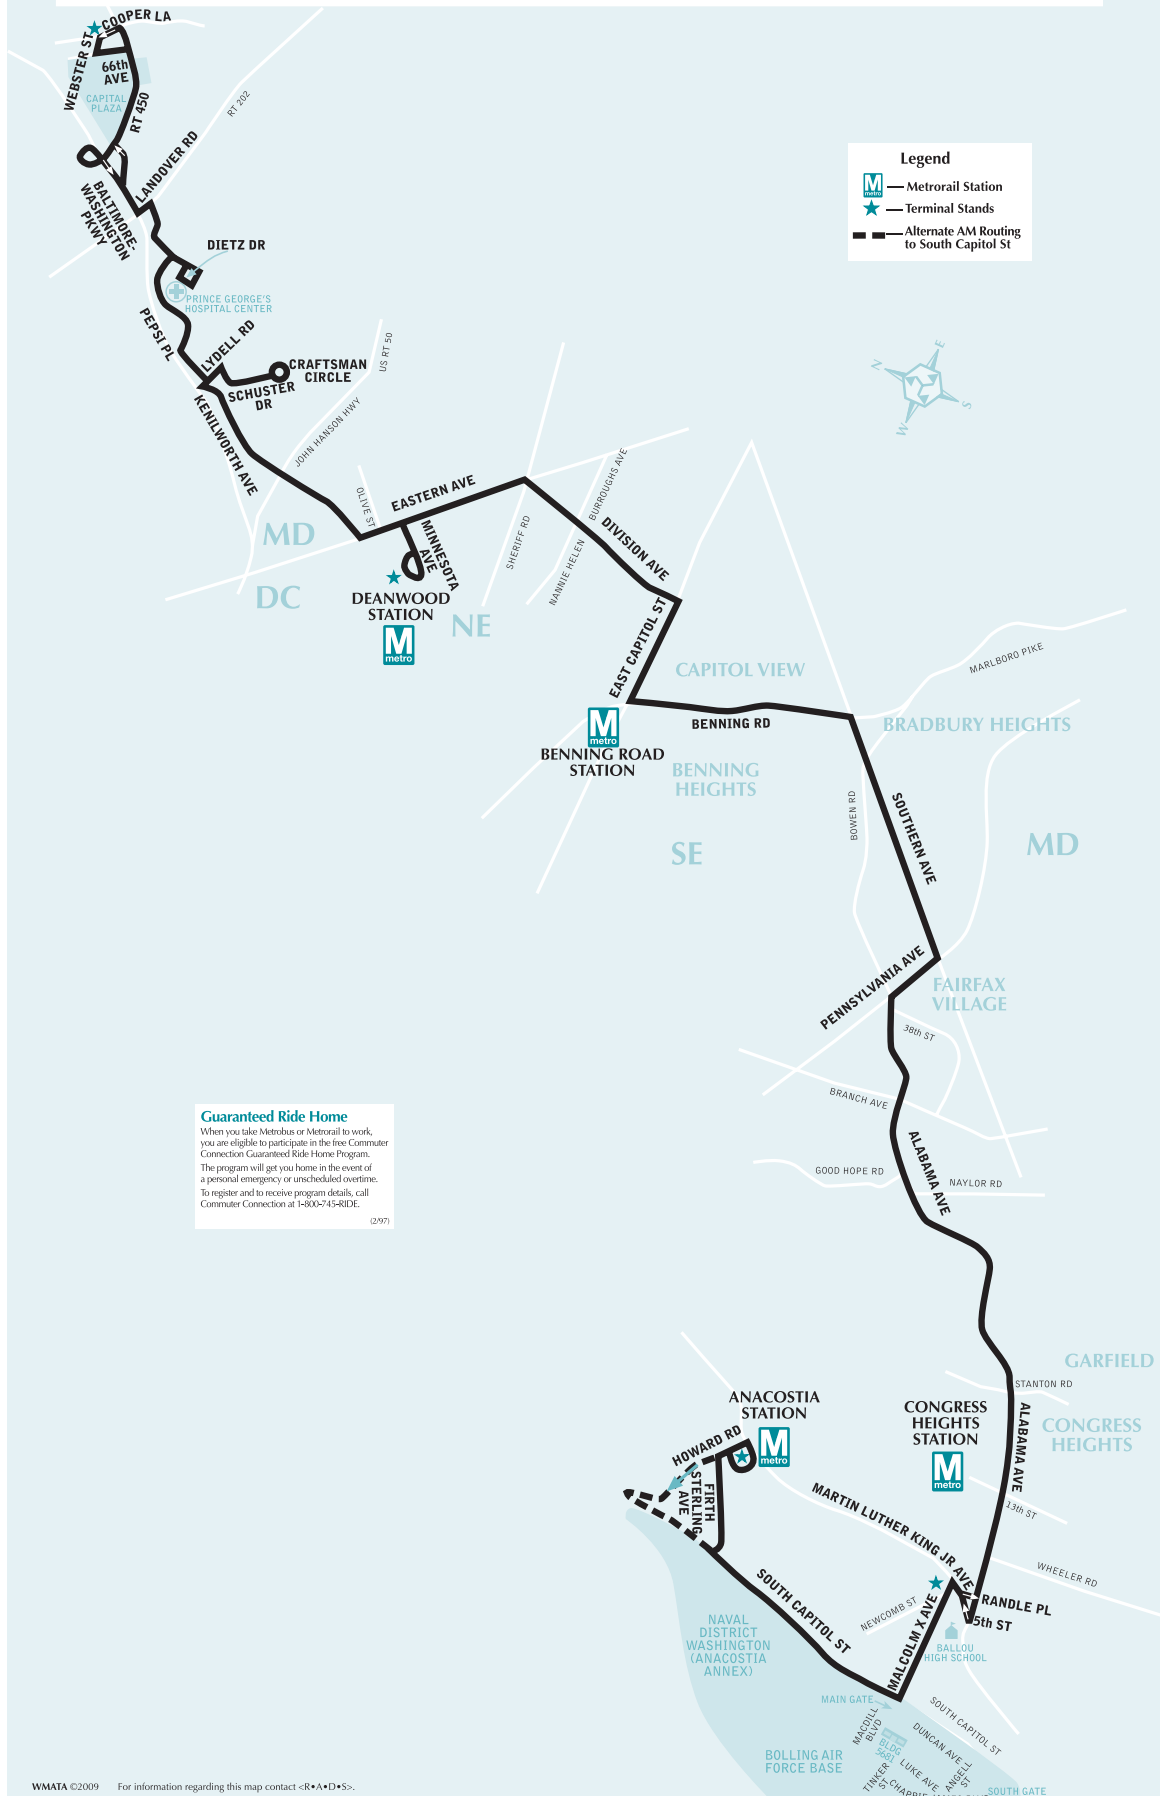 COOPER LA
WEBSTER ST
66th
AVE
CAPITAL
PLAZA
RT 450
RT 202
LANDOVER RD
BALTIMORE-
WASHINGTON
PKWY
Legend
M
metro
Metrorail Station
Terminal Stands
Alternate AM Routing
to South Capitol St
DIETZ DR
PRINCE GEORGE'S
HOSPITAL CENTER
PEPSI PL
LYDELL RD
CRAFTSMAN
CIRCLE
SCHUSTER
DR
US RT 50
N
E
W
S
KENILWORTH AVE
JOHN HANSON HWY
OLIVE ST
EASTERN AVE
MINNESOTA
AVE
SHERIFF RD
BURROUGHS AVE
NANNIE HELEN
DIVISION AVE
MD
DC
DEANWOOD
STATION
M
metro
NE
EAST CAPITOL ST
CAPITOL VIEW
MARLBORO PIKE
BENNING RD
BRADBURY HEIGHTS
M
metro
BENNING ROAD
STATION
BENNING
HEIGHTS
BOWEN RD
SOUTHERN AVE
SE
MD
PENNSYLVANIA AVE
FAIRFAX
VILLAGE
38th ST
BRANCH AVE
ALABAMA AVE
GOOD HOPE RD
NAYLOR RD
Guaranteed Ride Home
When you take Metrobus or Metrorail to work,
you are eligible to participate in the free Commuter
Connection Guaranteed Ride Home Program.
The program will get you home in the event of
a personal emergency or unscheduled overtime.
To register and to receive program details, call
Commuter Connection at 1-800-745-RIDE.
(2/97)
GARFIELD
STANTON RD
ANACOSTIA
STATION
M
metro
CONGRESS
HEIGHTS
STATION
M
metro
ALABAMA AVE
CONGRESS
HEIGHTS
HOWARD RD
FIRTH
STERLING
AVE
MARTIN LUTHER KING JR AVE
13th ST
WHEELER RD
SOUTH CAPITOL ST
NEWCOMB ST
MALCOLM X AVE
RANDLE PL
5th ST
BALLOU
HIGH SCHOOL
NAVAL
DISTRICT
WASHINGTON
(ANACOSTIA
ANNEX)
MAIN GATE
MACDILL
BLVD
BLDG
5681
SOUTH CAPITOL ST
DUNCAN AVE
LUKE AVE
ANGELL
ST
TINKER
ST
BOLLING AIR
FORCE BASE
SOUTH GATE
WMATA ©2009 For information regarding this map contact <R•A•D•S>.